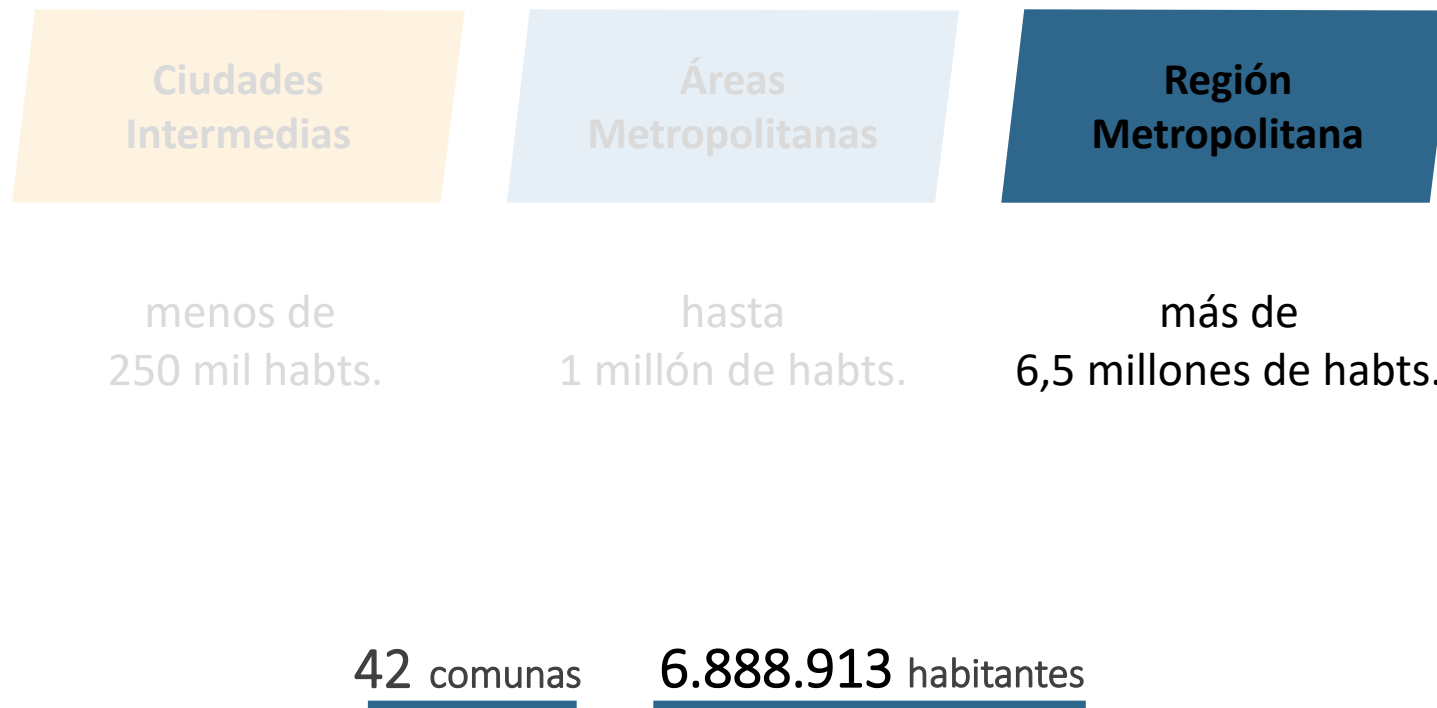 Ciudades
Intermedias
Áreas
Metropolitanas
Región
Metropolitana
menos de
250 mil habts.
hasta
1 millón de habts.
más de
6,5 millones de habts.
42 comunas
6.888.913 habitantes